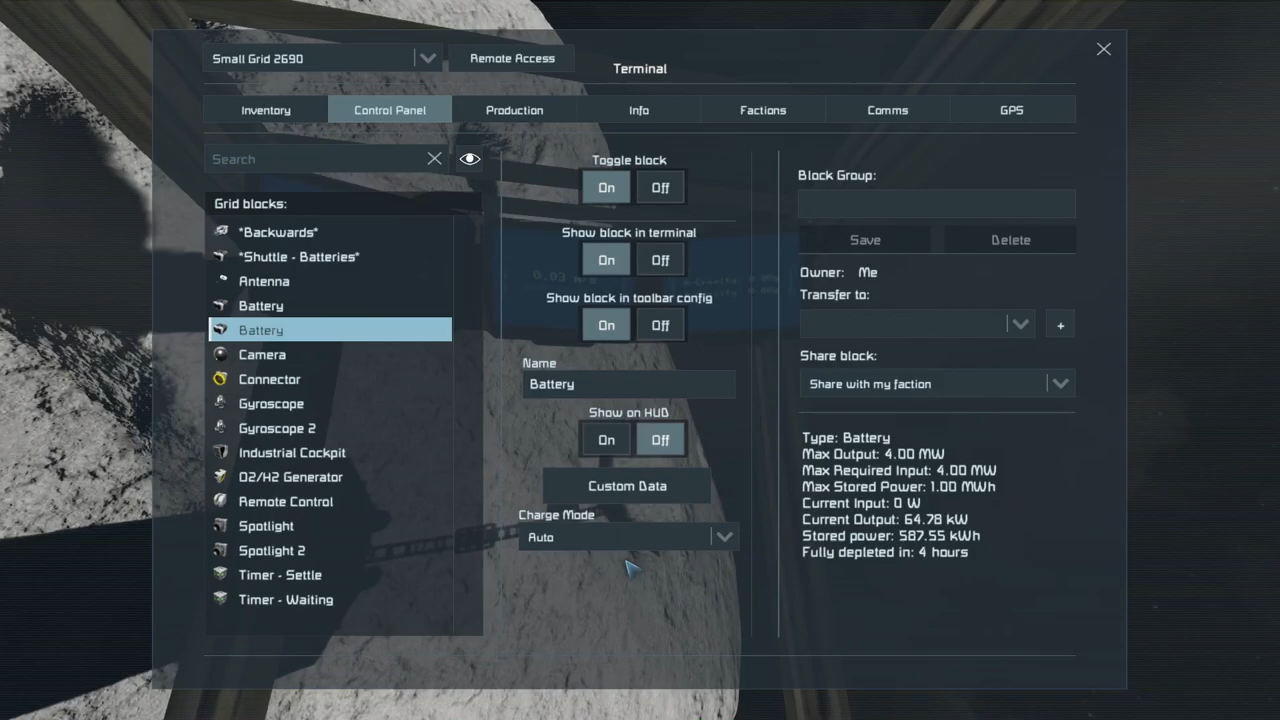 Small Grid 2690
Remote Access
Terminal
Inventory
Control Panel
Production
Info
Factions
Comms
GPS
Search
Grid blocks:
*Backwards*
*Shuttle - Batteries*
Antenna
Battery
Battery
Camera
Connector
Gyroscope
Gyroscope 2
Industrial Cockpit
O2/H2 Generator
Remote Control
Spotlight
Spotlight 2
Timer - Settle
Timer - Waiting
Toggle block
On Off
Show block in terminal
On Off
Show block in toolbar config
On Off
Name
Battery
Show on HUD
On Off
Custom Data
Charge Mode
Auto
Block Group:
Save Delete
Owner: Me
Transfer to:
+
Share block:
Share with my faction
Type: Battery
Max Output: 4.00 MW
Max Required Input: 4.00 MW
Max Stored Power: 1.00 MWh
Current Input: 0 W
Current Output: 64.78 kW
Stored power: 587.55 kWh
Fully depleted in: 4 hours